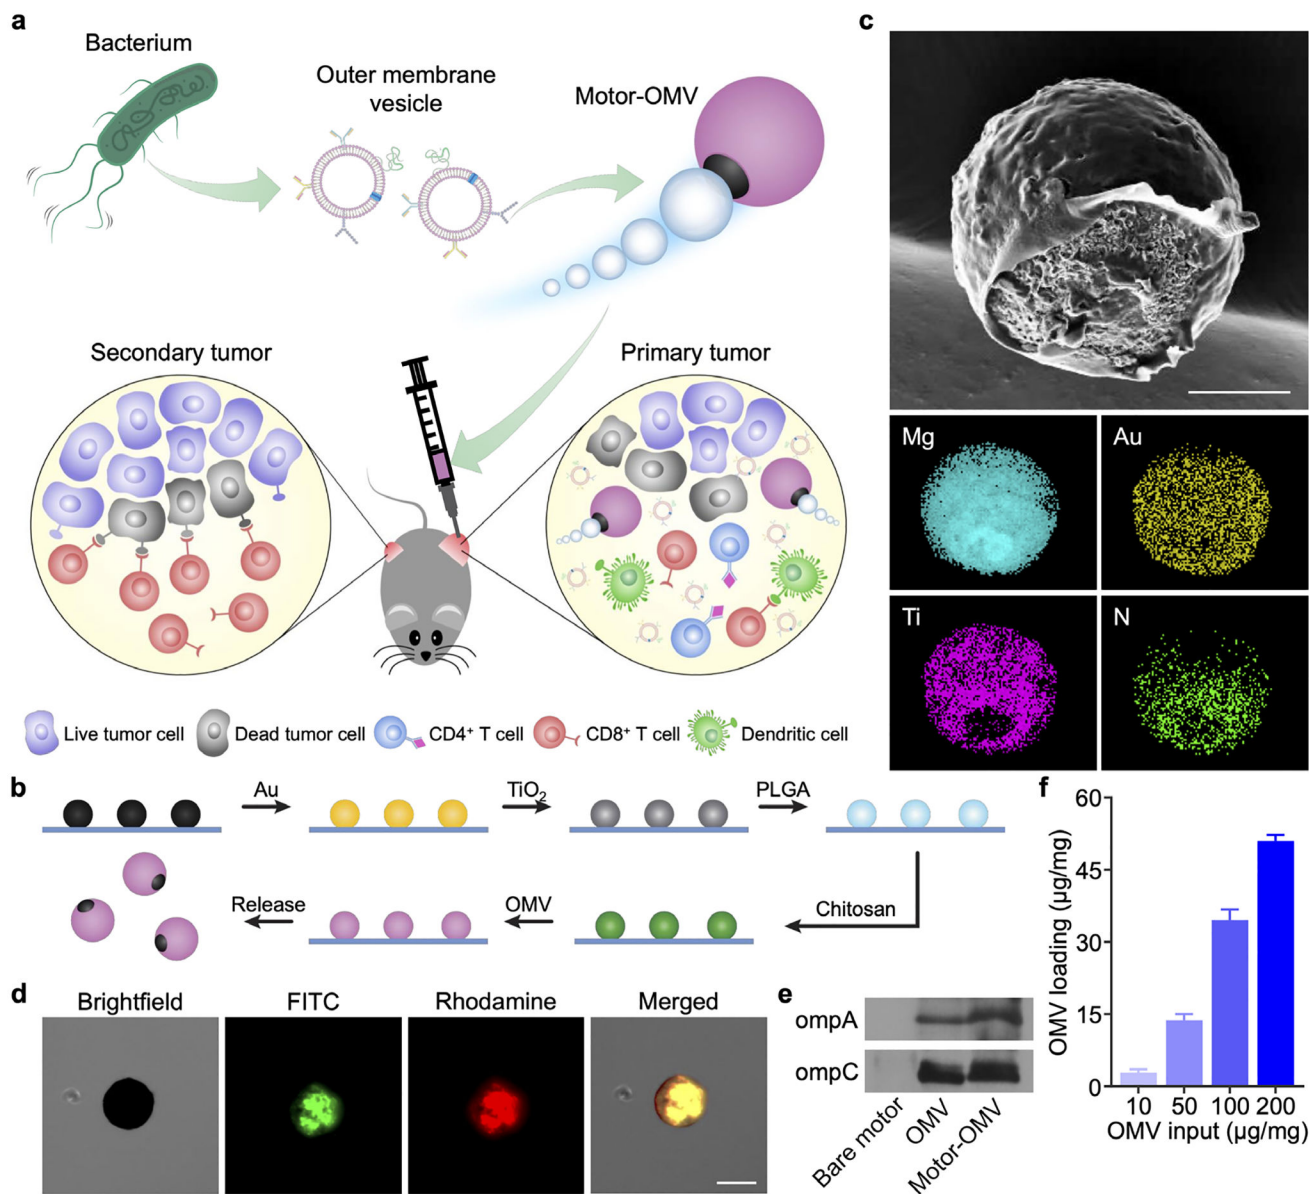 a
Bacterium
Outer membrane
vesicle
Motor-OMV
Secondary tumor
Primary tumor
Live tumor cell
Dead tumor cell
CD4⁺ T cell
CD8⁺ T cell
Dendritic cell
b
Au
TiO₂
PLGA
Chitosan
OMV
Release
c
Mg
Au
Ti
N
d
Brightfield
FITC
Rhodamine
Merged
e
ompA
ompC
Bare motor
OMV
Motor-OMV
f
OMV loading (μg/mg)
60
45
30
15
0
10 50 100 200
OMV input (μg/mg)